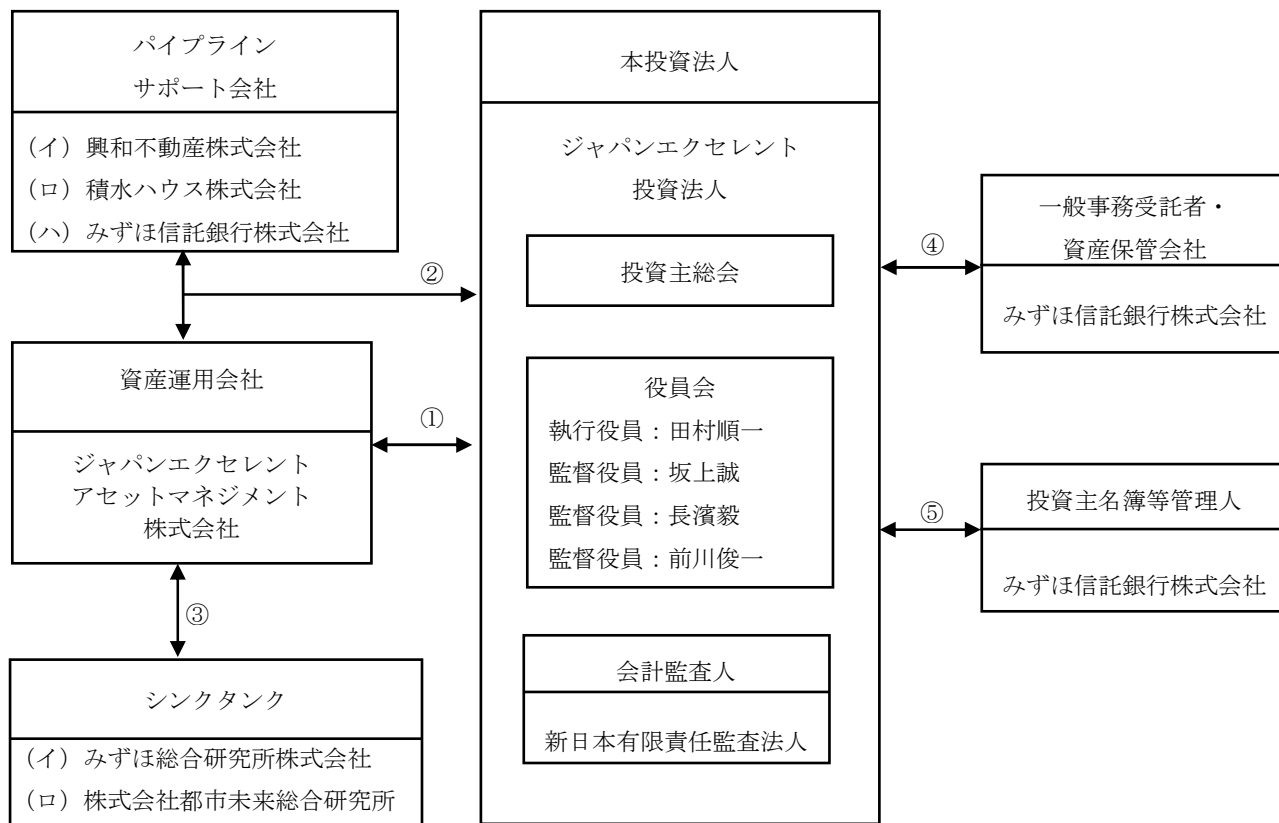 パイプライン
サポート会社
(イ) 興和不動産株式会社
(ロ) 積水ハウス株式会社
(ハ) みずほ信託銀行株式会社
②
資産運用会社
ジャパンエクセレント
アセットマネジメント
株式会社
①
③
シンクタンク
(イ) みずほ総合研究所株式会社
(ロ) 株式会社都市未来総合研究所
本投資法人
ジャパンエクセレント
投資法人
投資主総会
役員会
執行役員:田村順一
監督役員:坂上誠
監督役員:長濱毅
監督役員:前川俊一
会計監査人
新日本有限責任監査法人
④
一般事務受託者・
資産保管会社
みずほ信託銀行株式会社
⑤
投資主名簿等管理人
みずほ信託銀行株式会社